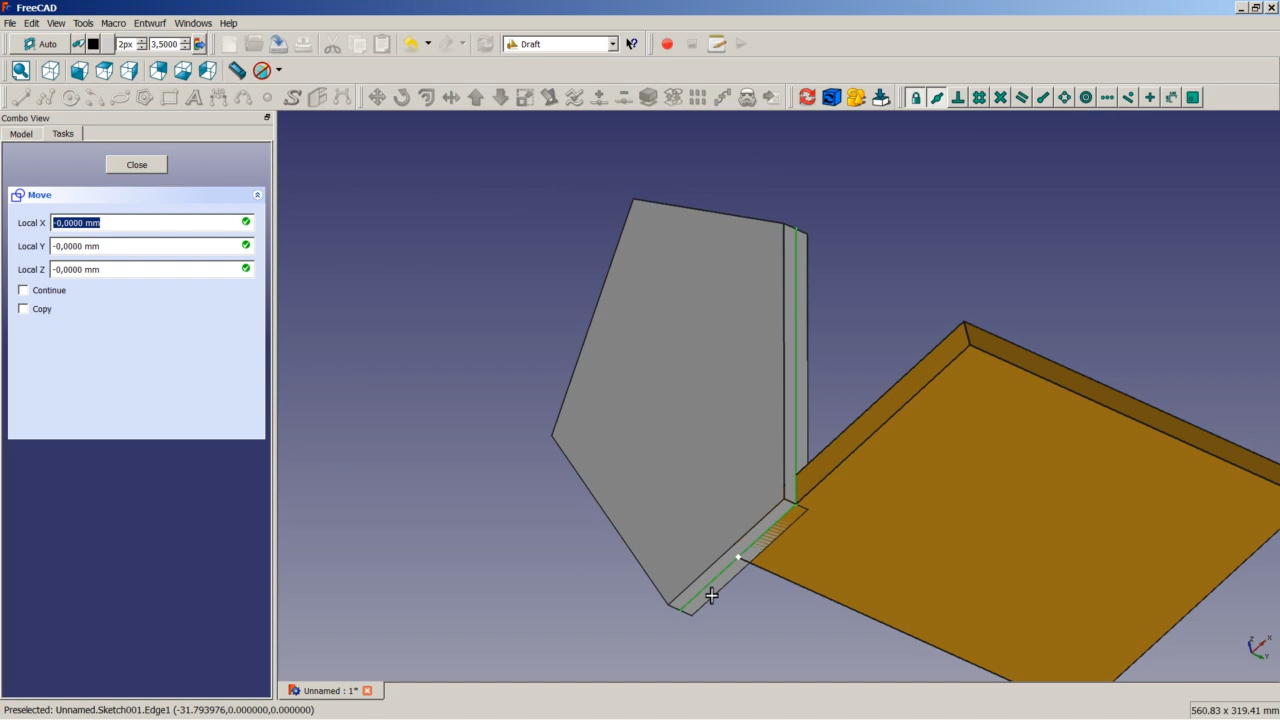 FreeCAD
File Edit View Tools Macro Entwurf Windows Help
Auto 2px 3,5000 Draft
Combo View
Model Tasks
Close
Move
Local X -0,0000 mm
Local Y -0,0000 mm
Local Z -0,0000 mm
Continue
Copy
Z X Y
Unnamed : 1*
Preselected: Unnamed.Sketch001.Edge1 (-31.793976,0.000000,0.000000) 560.83 x 319.41 mm